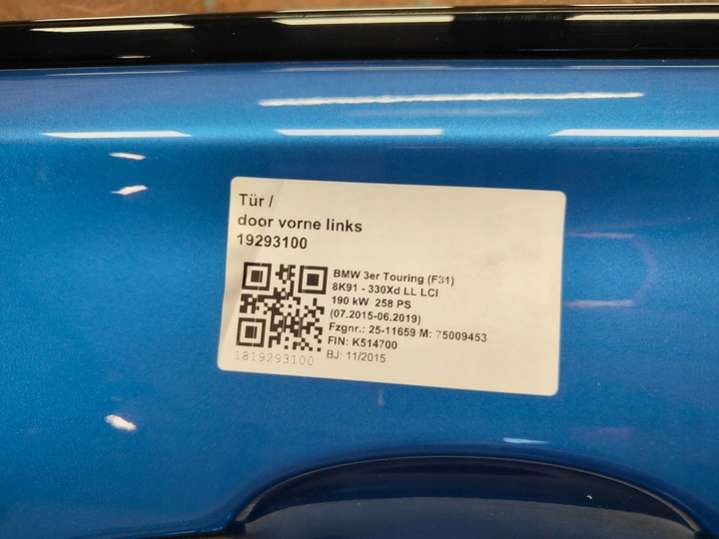 Tür /
door vorne links
19293100
BMW 3er Touring (F31)
8K91 - 330Xd LL LCI
190 kW 258 PS
(07.2015-06.2019)
Fzgnr.: 25-11659 M: 75009453
FIN: K514700
BJ: 11/2015
1819293100